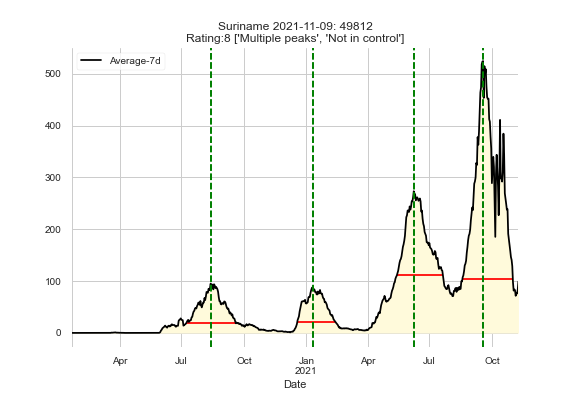 Suriname 2021-11-09: 49812
Rating:8 ['Multiple peaks', 'Not in control']
Average-7d
500
400
300
200
100
0
Apr Jul Oct Jan Apr Jul Oct
2021
Date